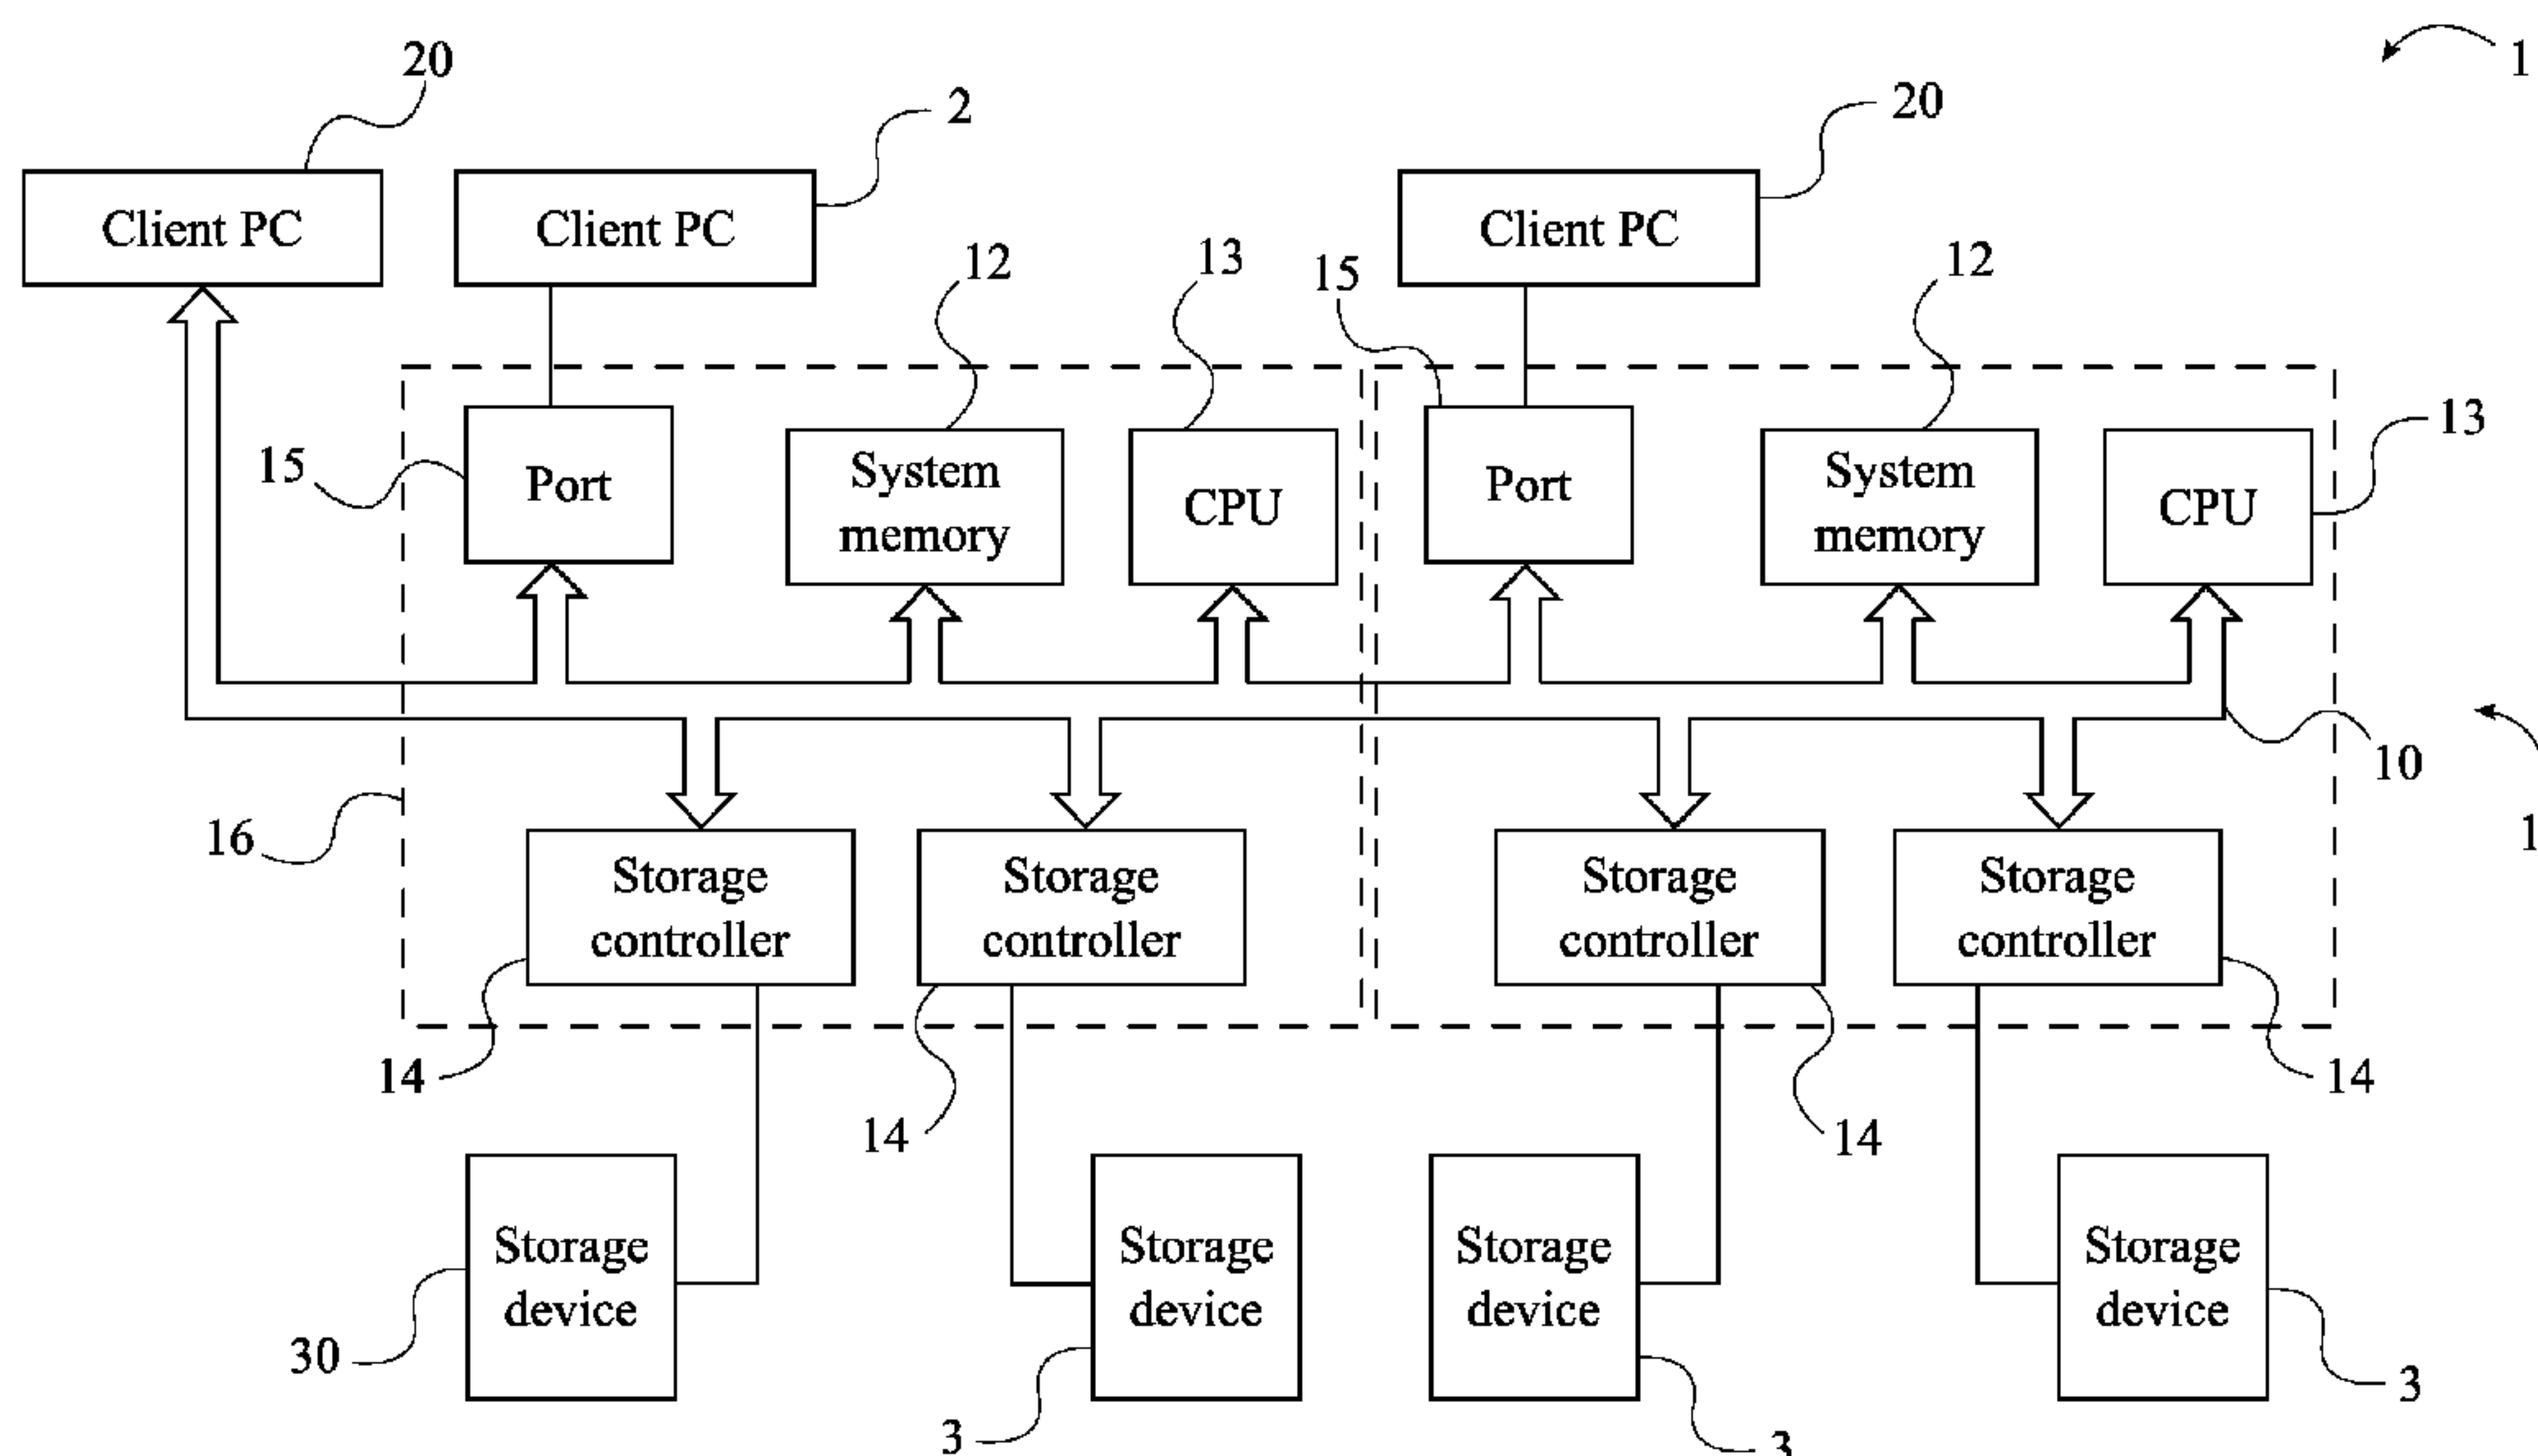 20
2
20
1
Client PC
Client PC
Client PC
12
13
15
12
15
Port
System
memory
CPU
Port
System
memory
CPU
13
10
16
1
Storage
controller
Storage
controller
Storage
controller
Storage
controller
14
14
14
14
Storage
device
Storage
device
Storage
device
Storage
device
30
3
3
3